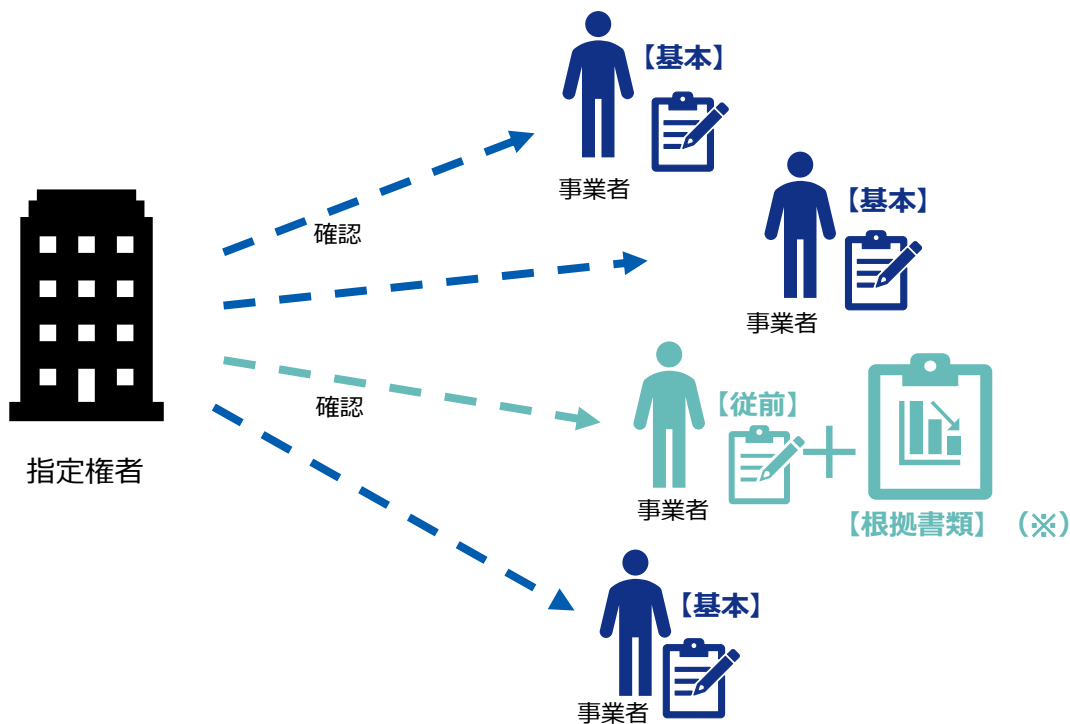 【基本】
事業者
確認
【基本】
事業者
指定権者
確認
【従前】
事業者
【根拠書類】（※）
【基本】
事業者